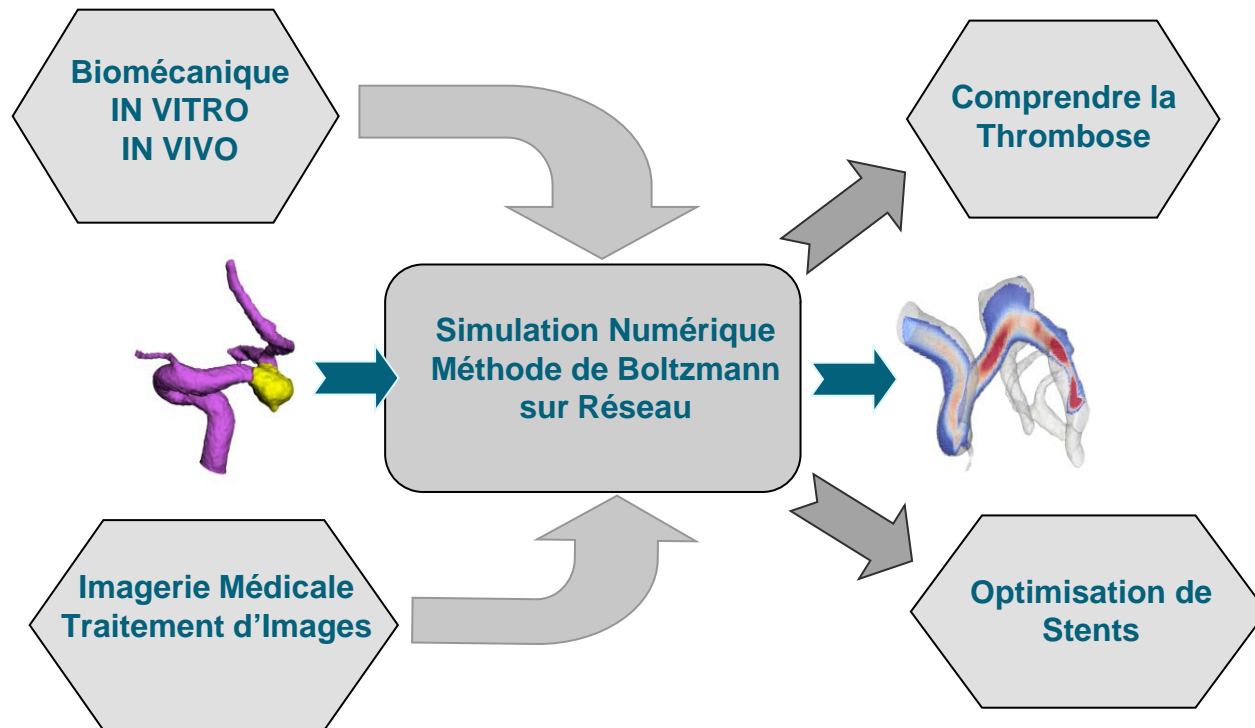 Biomécanique
IN VITRO
IN VIVO
Comprendre la
Thrombose
Simulation Numérique
Méthode de Boltzmann
sur Réseau
Imagerie Médicale
Traitement d’Images
Optimisation de
Stents